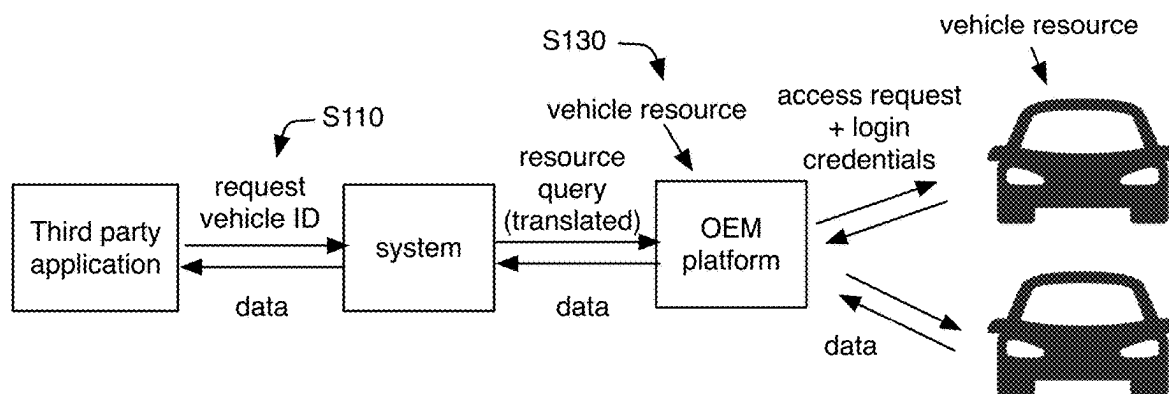 vehicle resource
S130
S110
vehicle resource
access request
+ login
credentials
request
vehicle ID
resource
query
(translated)
Third party
application
system
OEM
platform
data
data
data